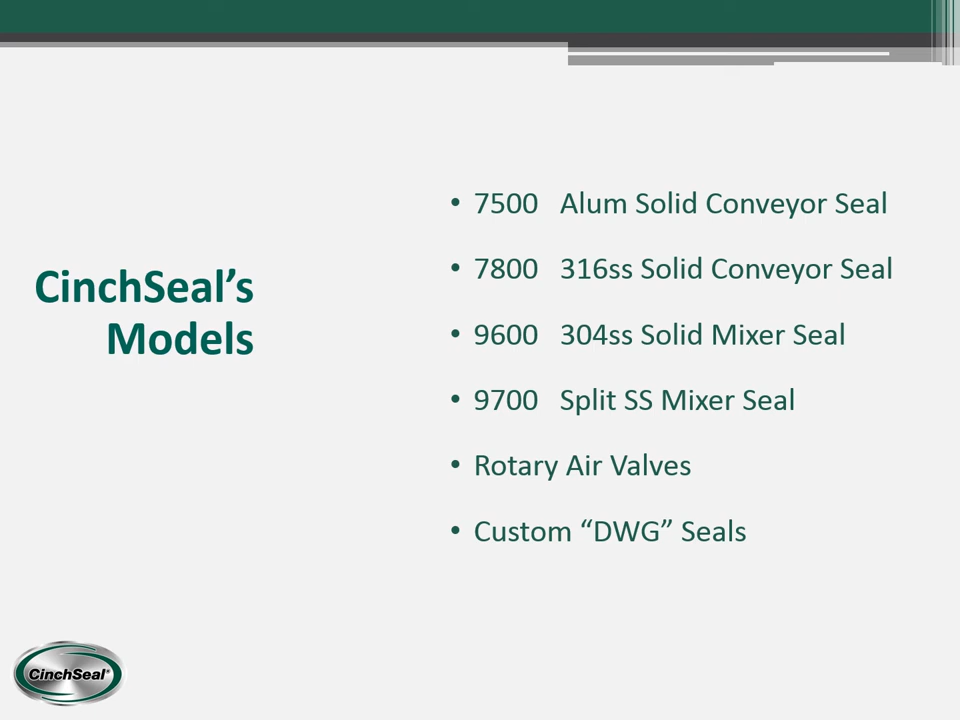 CinchSeal’s
Models
• 7500 Alum Solid Conveyor Seal
• 7800 316ss Solid Conveyor Seal
• 9600 304ss Solid Mixer Seal
• 9700 Split SS Mixer Seal
• Rotary Air Valves
• Custom “DWG” Seals
CinchSeal®